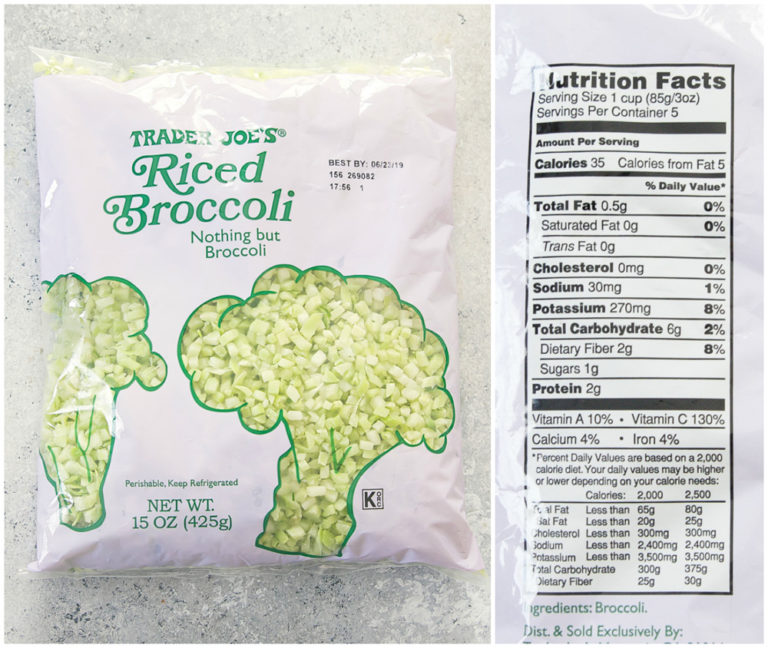 TRADER JOE'S®
Riced
Broccoli
Nothing but
Broccoli
BEST BY: 06/23/19
156 269082
17:56 1
Perishable, Keep Refrigerated
NET WT.
15 OZ (425g)
K
ORC
Nutrition Facts
Serving Size 1 cup (85g/3oz)
Servings Per Container 5
Amount Per Serving
Calories 35 Calories from Fat 5
% Daily Value*
Total Fat 0.5g 0%
Saturated Fat 0g 0%
Trans Fat 0g
Cholesterol 0mg 0%
Sodium 30mg 1%
Potassium 270mg 8%
Total Carbohydrate 6g 2%
Dietary Fiber 2g 8%
Sugars 1g
Protein 2g
Vitamin A 10% • Vitamin C 130%
Calcium 4% • Iron 4%
*Percent Daily Values are based on a 2,000
calorie diet. Your daily values may be higher
or lower depending on your calorie needs:
Calories: 2,000 2,500
Total Fat Less than 65g 80g
Sat Fat Less than 20g 25g
Cholesterol Less than 300mg 300mg
Sodium Less than 2,400mg 2,400mg
Potassium Less than 3,500mg 3,500mg
Total Carbohydrate 300g 375g
Dietary Fiber 25g 30g
Ingredients: Broccoli.
Dist. & Sold Exclusively By: